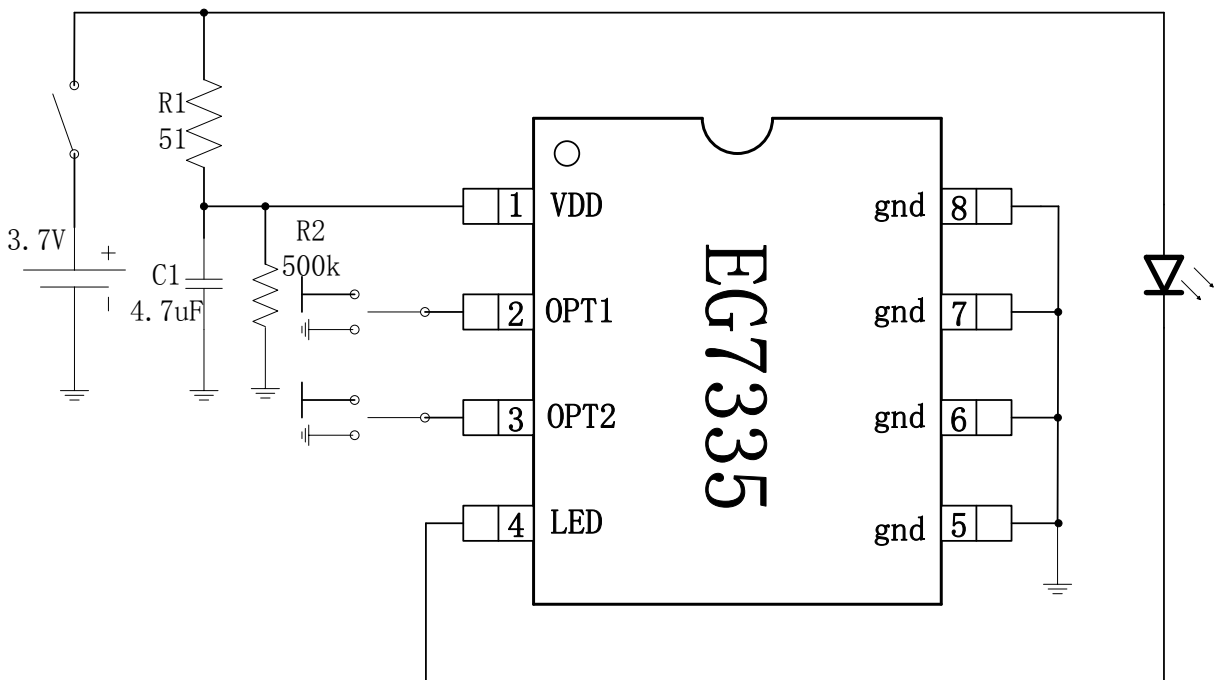 R1
51
3.7V
+
C1
4.7uF
R2
500k
1 VDD
2 OPT1
3 OPT2
4 LED
EG7335
gnd 8
gnd 7
gnd 6
gnd 5